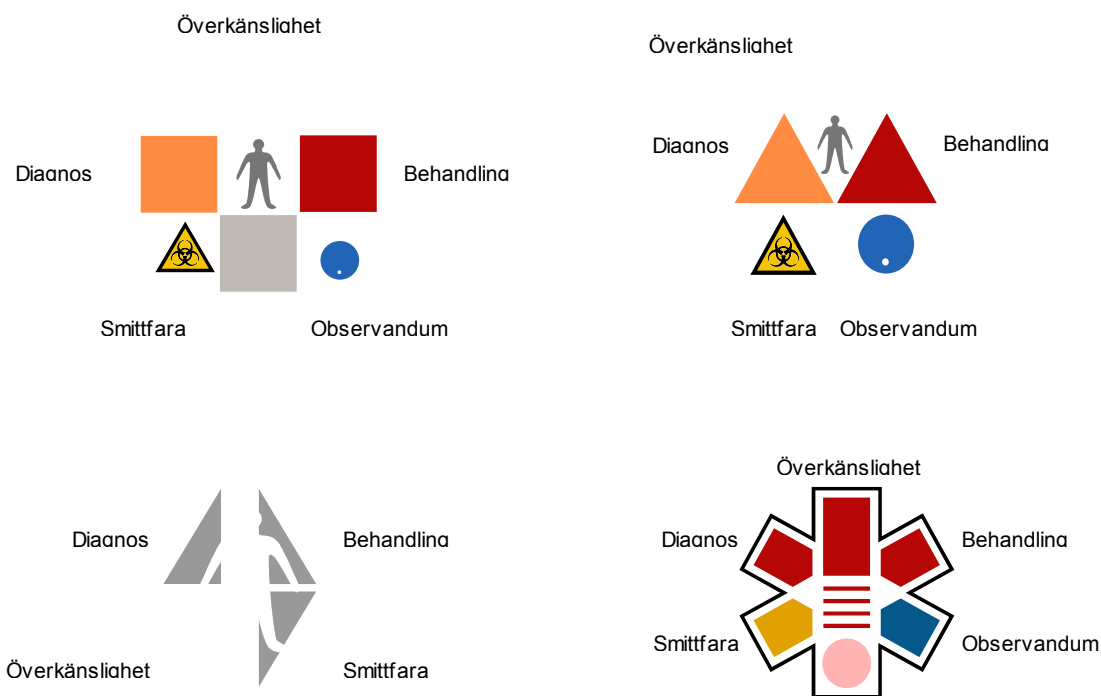 Överkänslighet
Diagnos
Behandling
Smittfara
Observandum
Överkänslighet
Diagnos
Behandling
Smittfara
Observandum
Diagnos
Behandling
Överkänslighet
Smittfara
Överkänslighet
Diagnos
Behandling
Smittfara
Observandum